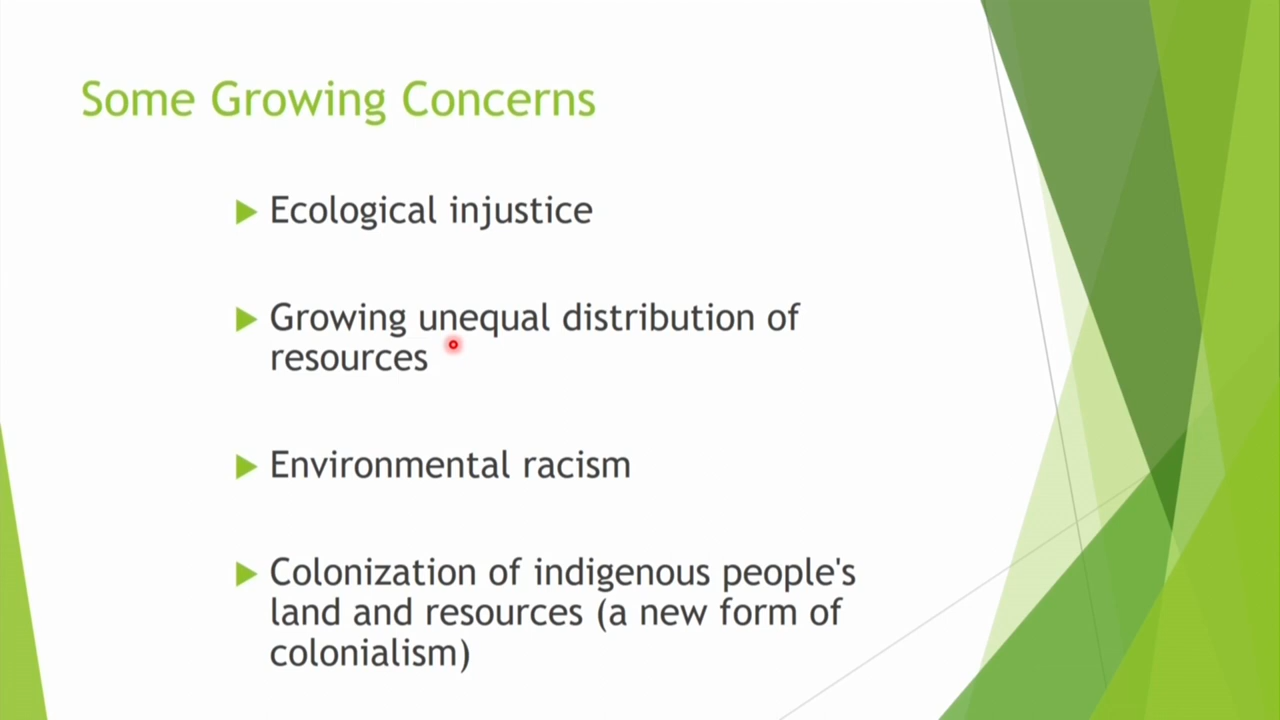 Some Growing Concerns
Ecological injustice
Growing unequal distribution of
resources
Environmental racism
Colonization of indigenous people's
land and resources (a new form of
colonialism)